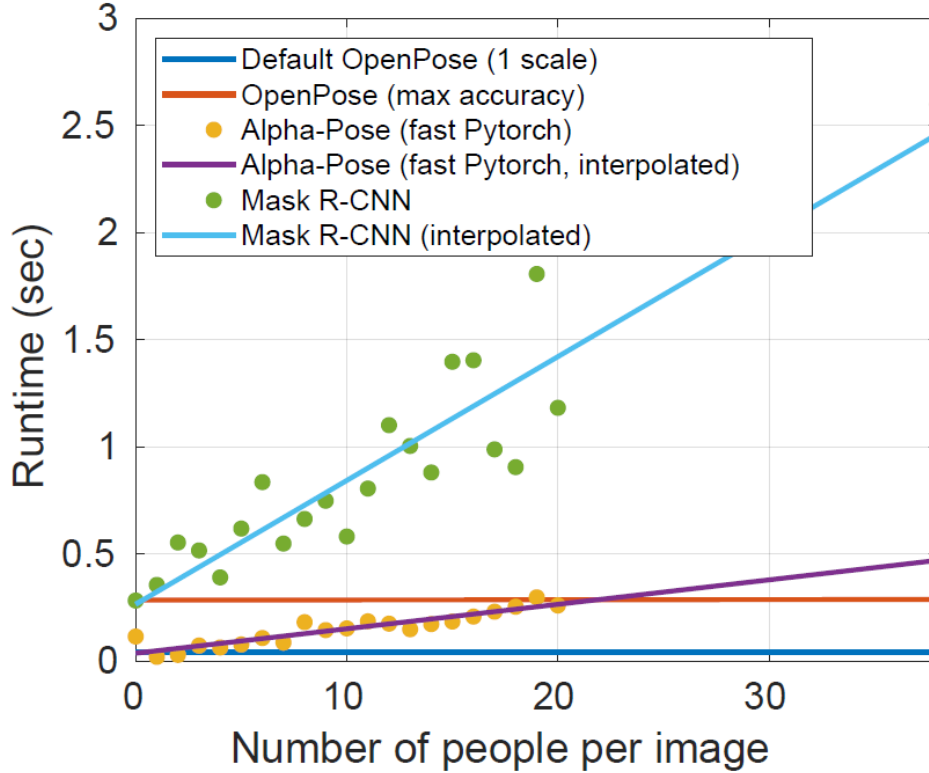 3
Default OpenPose (1 scale)
OpenPose (max accuracy)
2.5
Alpha-Pose (fast Pytorch)
Alpha-Pose (fast Pytorch, interpolated)
Mask R-CNN
2
Mask R-CNN (interpolated)
Runtime (sec)
1.5
1
0.5
0
0 10 20 30
Number of people per image